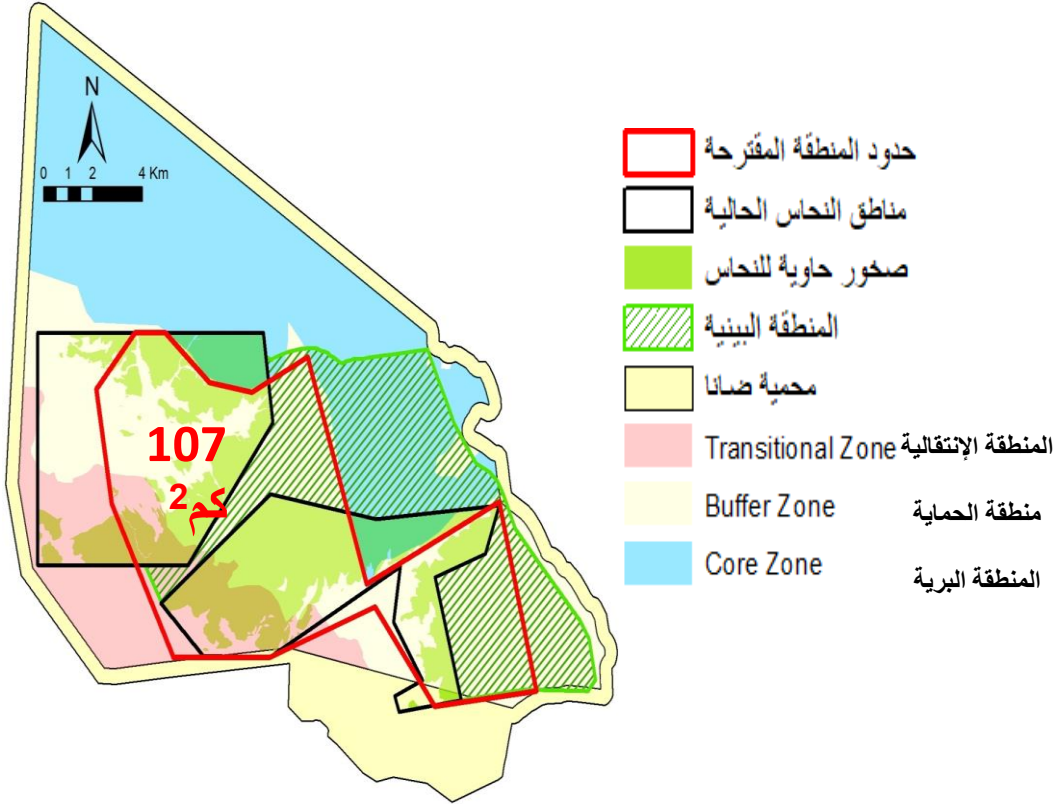 N
0 1 2 4 Km
107
كم2
حدود المنطقة المقترحة
مناطق النحاس الحالية
صخور حاوية للنحاس
المنطقة البينية
محمية ضانا
Transitional Zone المنطقة الإنتقالية
Buffer Zone منطقة الحماية
Core Zone المنطقة البرية